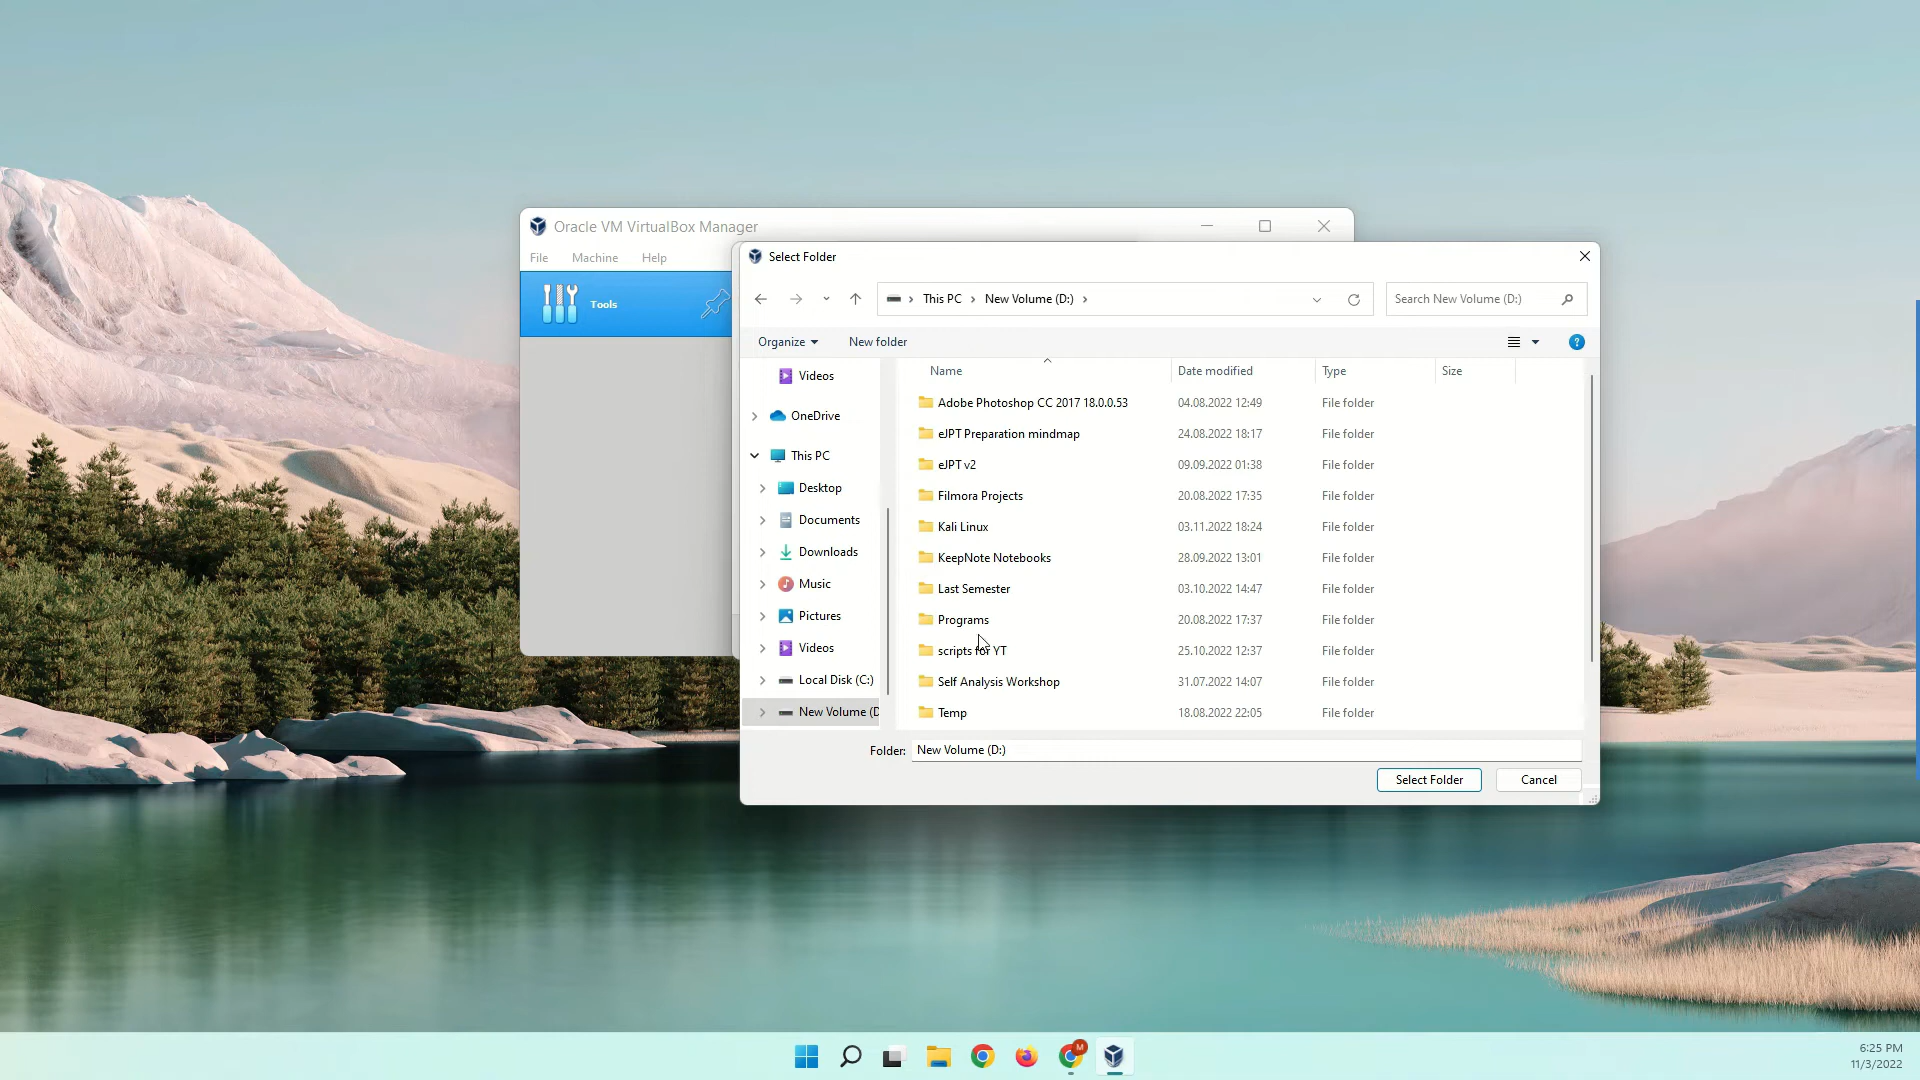 Oracle VM VirtualBox Manager
File Machine Help
Tools
Select Folder
This PC New Volume (D:)
Search New Volume (D:)
Organize New folder
Name Date modified Type Size
Videos
OneDrive
This PC
Desktop
Documents
Downloads
Music
Pictures
Videos
Local Disk (C:)
New Volume (D
Adobe Photoshop CC 2017 18.0.0.53 04.08.2022 12:49 File folder
eJPT Preparation mindmap 24.08.2022 18:17 File folder
eJPT v2 09.09.2022 01:38 File folder
Filmora Projects 20.08.2022 17:35 File folder
Kali Linux 03.11.2022 18:24 File folder
KeepNote Notebooks 28.09.2022 13:01 File folder
Last Semester 03.10.2022 14:47 File folder
Programs 20.08.2022 17:37 File folder
scripts for YT 25.10.2022 12:37 File folder
Self Analysis Workshop 31.07.2022 14:07 File folder
Temp 18.08.2022 22:05 File folder
Folder: New Volume (D:)
Select Folder Cancel
M
6:25 PM
11/3/2022